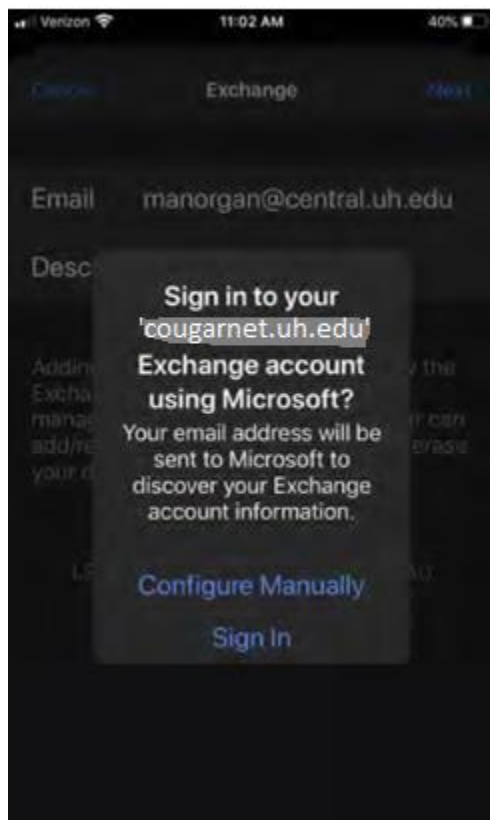 Verizon 11:02 AM 40%
Cancel Exchange Next
Email manorgan@central.uh.edu
Desc
Sign in to your
'cougarnet.uh.edu'
Exchange account
using Microsoft?
Your email address will be
sent to Microsoft to
discover your Exchange
account information.
Configure Manually
Sign In